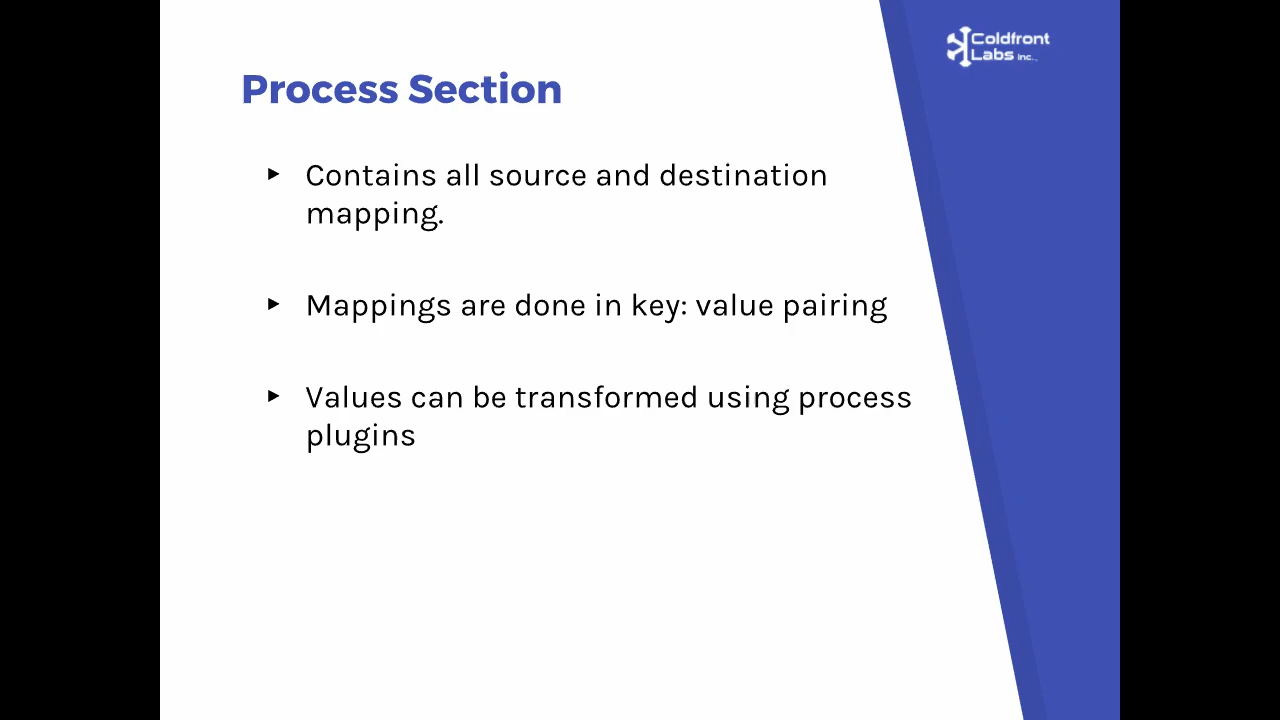 Coldfront
Labs Inc.
Process Section
Contains all source and destination
mapping.
Mappings are done in key: value pairing
Values can be transformed using process
plugins